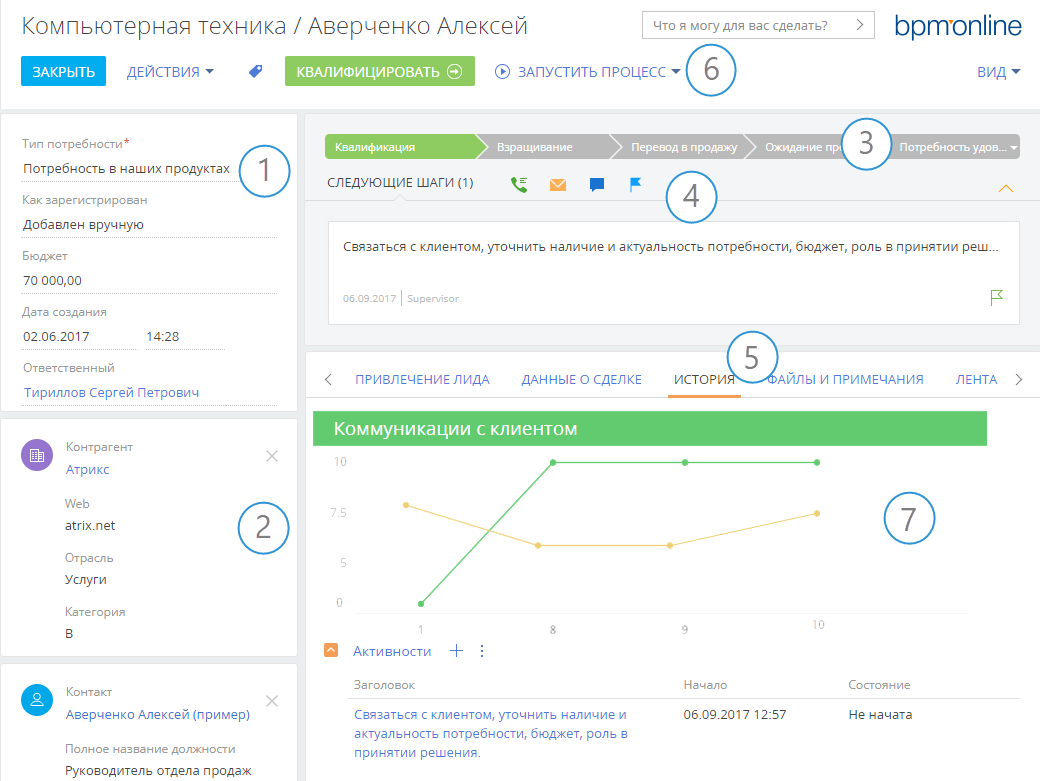 Компьютерная техника / Аверченко Алексей
Что я могу для вас сделать?
bpm'online
ЗАКРЫТЬ
ДЕЙСТВИЯ
КВАЛИФИЦИРОВАТЬ
ЗАПУСТИТЬ ПРОЦЕСС
6
ВИД
Тип потребности*
Потребность в наших продуктах
1
Как зарегистрирован
Добавлен вручную
Бюджет
70 000,00
Дата создания
02.06.2017 14:28
Ответственный
Тириллов Сергей Петрович
Контрагент
Атрикс
Web
atrix.net
2
Отрасль
Услуги
Категория
B
Контакт
Аверченко Алексей (пример)
Полное название должности
Руководитель отдела продаж
Квалификация
Взращивание
Перевод в продажу
Ожидание
3
Потребность удов...
СЛЕДУЮЩИЕ ШАГИ (1)
4
Связаться с клиентом, уточнить наличие и актуальность потребности, бюджет, роль в принятии реш...
06.09.2017 Supervisor
5
ПРИВЛЕЧЕНИЕ ЛИДА
ДАННЫЕ О СДЕЛКЕ
ИСТОРИЯ
ФАЙЛЫ И ПРИМЕЧАНИЯ
ЛЕНТА
Коммуникации с клиентом
10
7.5
5
0
1 8 9 10
7
Активности
Заголовок Начало Состояние
Связаться с клиентом, уточнить наличие и 06.09.2017 12:57 Не начата
актуальность потребности, бюджет, роль в
принятии решения.